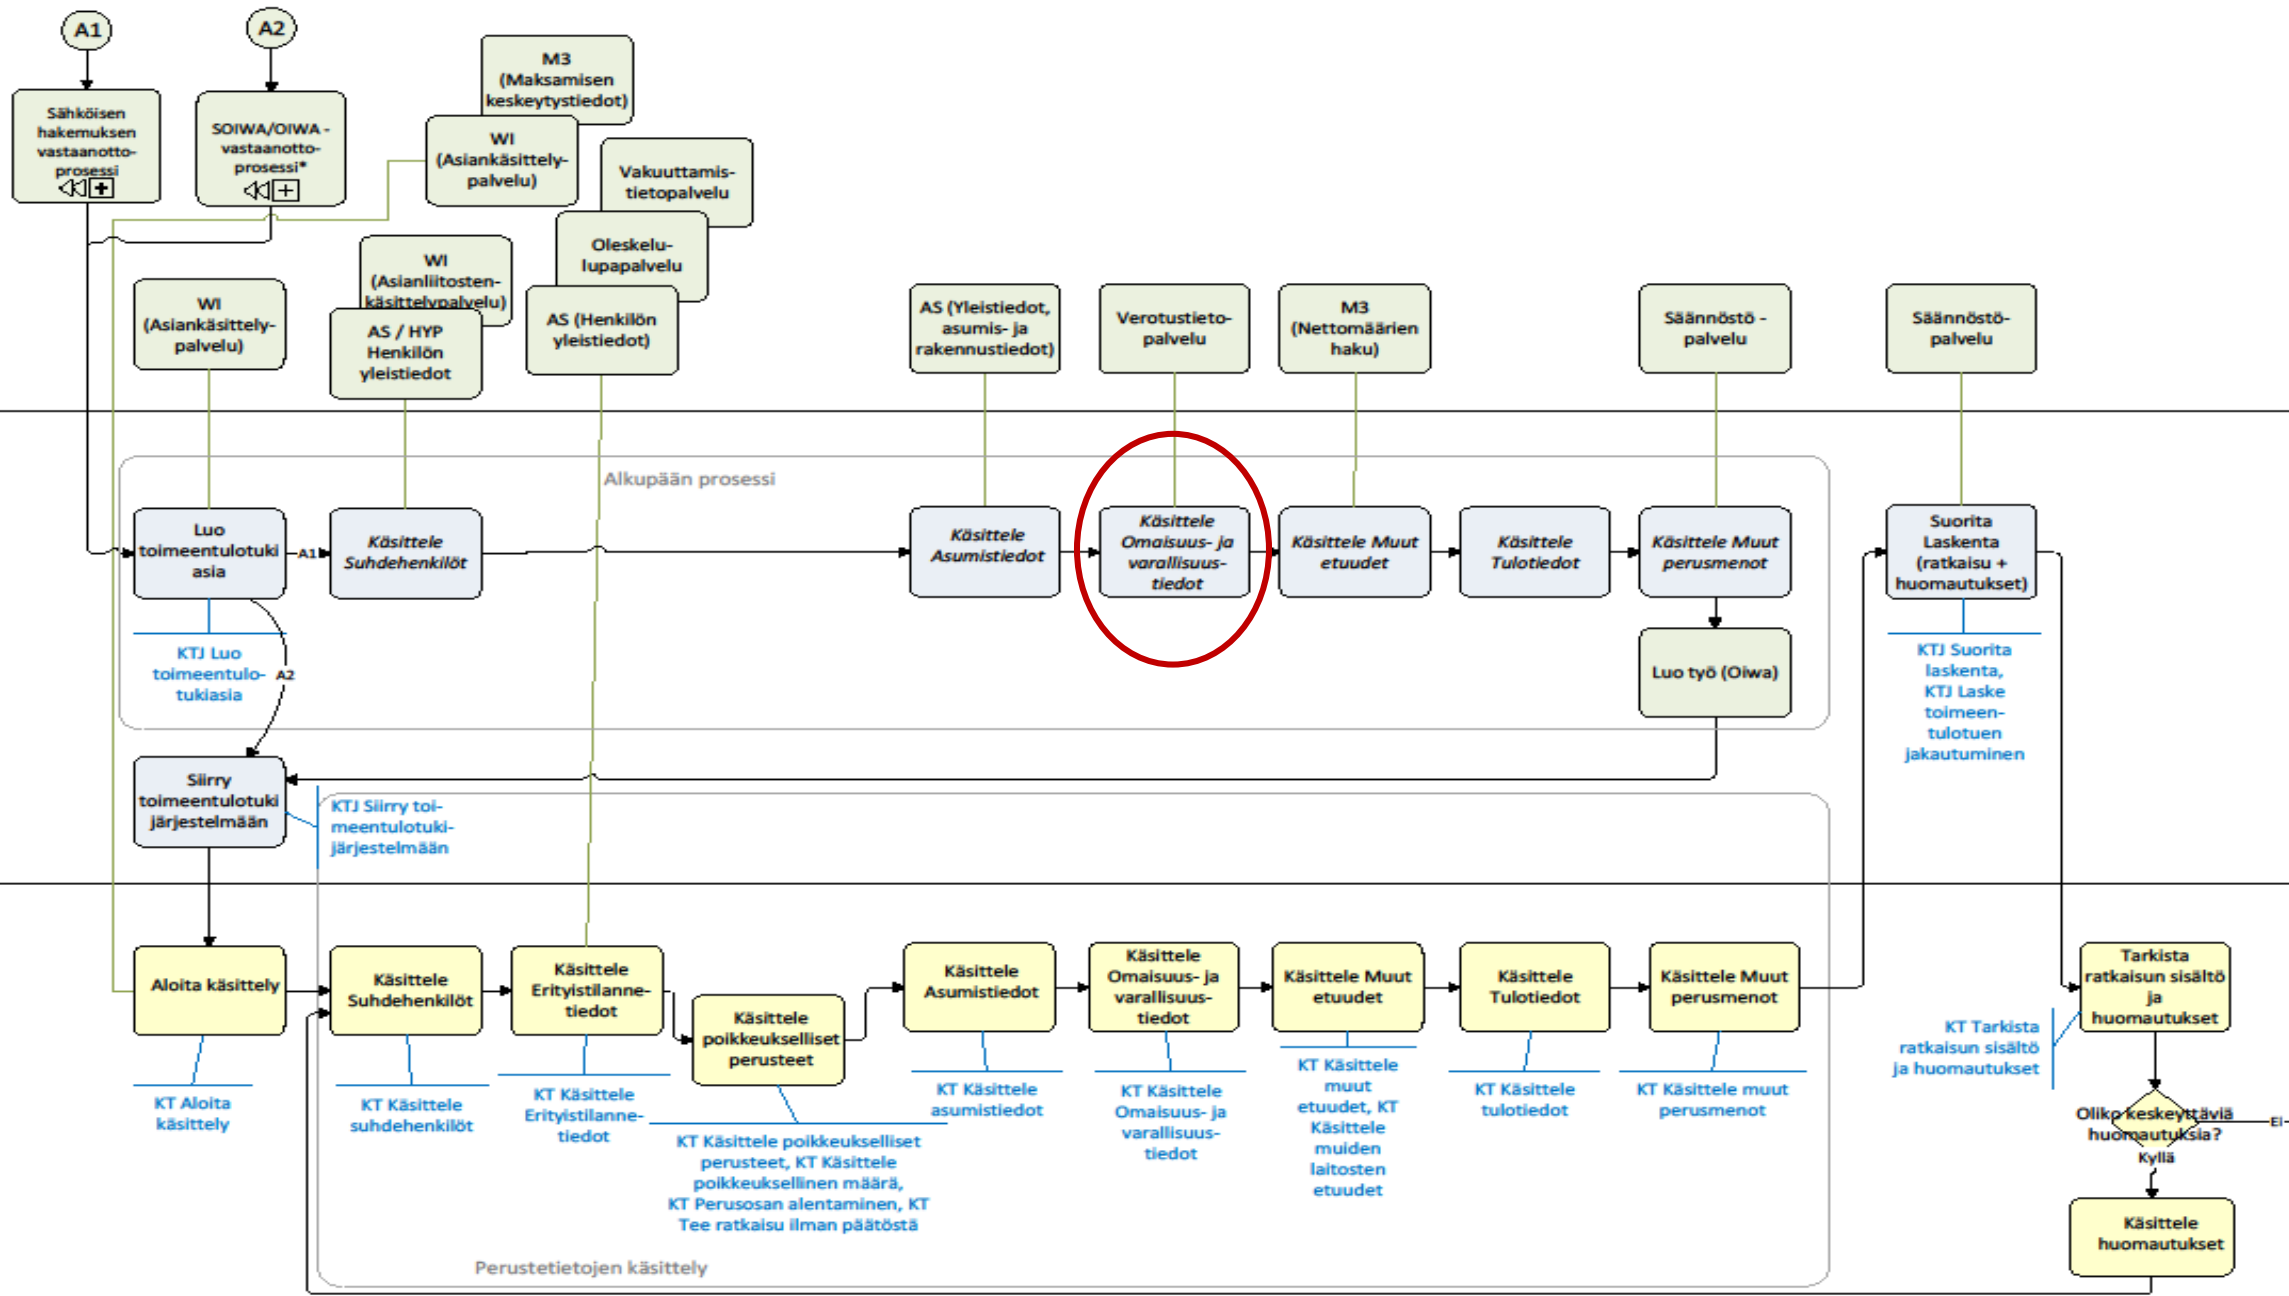 A1
A2
Sähköisen
hakemuksen
vastaanotto-
prosessi
SOIWA/OIWA -
vastaanotto-
prosessi*
M3
(Maksamisen
keskeytystiedot)
WI
(Asiankäsittely-
palvelu)
Vakuuttamis-
tietopalvelu
Oleskelu-
lupapalvelu
AS (Henkilön
yleistiedot)
WI
(Asiankäsittely-
palvelu)
WI
(Asianliitosten-
käsittelypalvelu)
AS / HYP
Henkilön
yleistiedot
AS (Yleistiedot,
asumis- ja
rakennustiedot)
Verotustieto-
palvelu
M3
(Nettomäärien
haku)
Säännöstö -
palvelu
Säännöstö-
palvelu
Alkupään prosessi
Luo
toimeentulotuki
asia
A1
Käsittele
Suhdehenkilöt
Käsittele
Asumistiedot
Käsittele
Omaisuus- ja
varallisuus-
tiedot
Käsittele Muut
etuudet
Käsittele
Tulotiedot
Käsittele Muut
perusmenot
Suorita
Laskenta
(ratkaisu +
huomautukset)
KTJ Luo
toimeentulo-
tukiasia
A2
Luo työ (Oiwa)
KTJ Suorita
laskenta,
KTJ Laske
toimeen-
tulotuen
jakautuminen
Siirry
toimeentulotuki
järjestelmään
KTJ Siirry toi-
meentulotuki-
järjestelmään
Aloita käsittely
Käsittele
Suhdehenkilöt
Käsittele
Erityistilanne-
tiedot
Käsittele
poikkeukselliset
perusteet
Käsittele
Asumistiedot
Käsittele
Omaisuus- ja
varallisuus-
tiedot
Käsittele Muut
etuudet
Käsittele
Tulotiedot
Käsittele Muut
perusmenot
Tarkista
ratkaisun sisältö
ja
huomautukset
KT Aloita
käsittely
KT Käsittele
suhdehenkilöt
KT Käsittele
Erityistilanne-
tiedot
KT Käsittele poikkeukselliset
perusteet, KT Käsittele
poikkeuksellinen määrä,
KT Perusosan alentaminen, KT
Tee ratkaisu ilman päätöstä
KT Käsittele
asumistiedot
KT Käsittele
Omaisuus- ja
varallisuus-
tiedot
KT Käsittele
muut
etuudet, KT
Käsittele
muiden
laitosten
etuudet
KT Käsittele
tulotiedot
KT Käsittele muut
perusmenot
KT Tarkista
ratkaisun sisältö
ja huomautukset
Oliko keskeyttäviä
huomautuksia?
EI
Kyllä
Käsittele
huomautukset
Perustetietojen käsittely